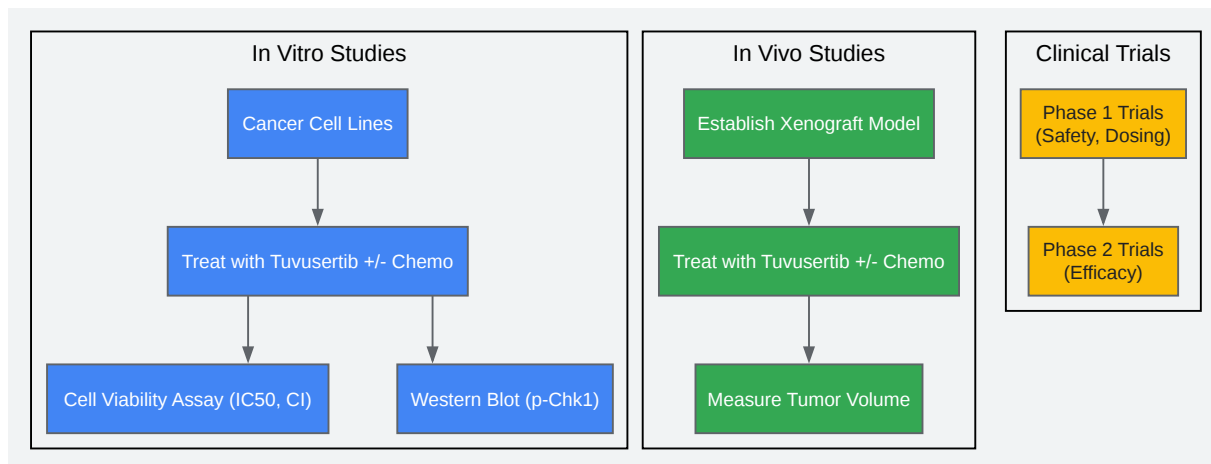 In Vitro Studies
Cancer Cell Lines
Treat with Tuvusertib +/- Chemo
Cell Viability Assay (IC50, CI)
Western Blot (p-Chk1)
In Vivo Studies
Establish Xenograft Model
Treat with Tuvusertib +/- Chemo
Measure Tumor Volume
Clinical Trials
Phase 1 Trials
(Safety, Dosing)
Phase 2 Trials
(Efficacy)